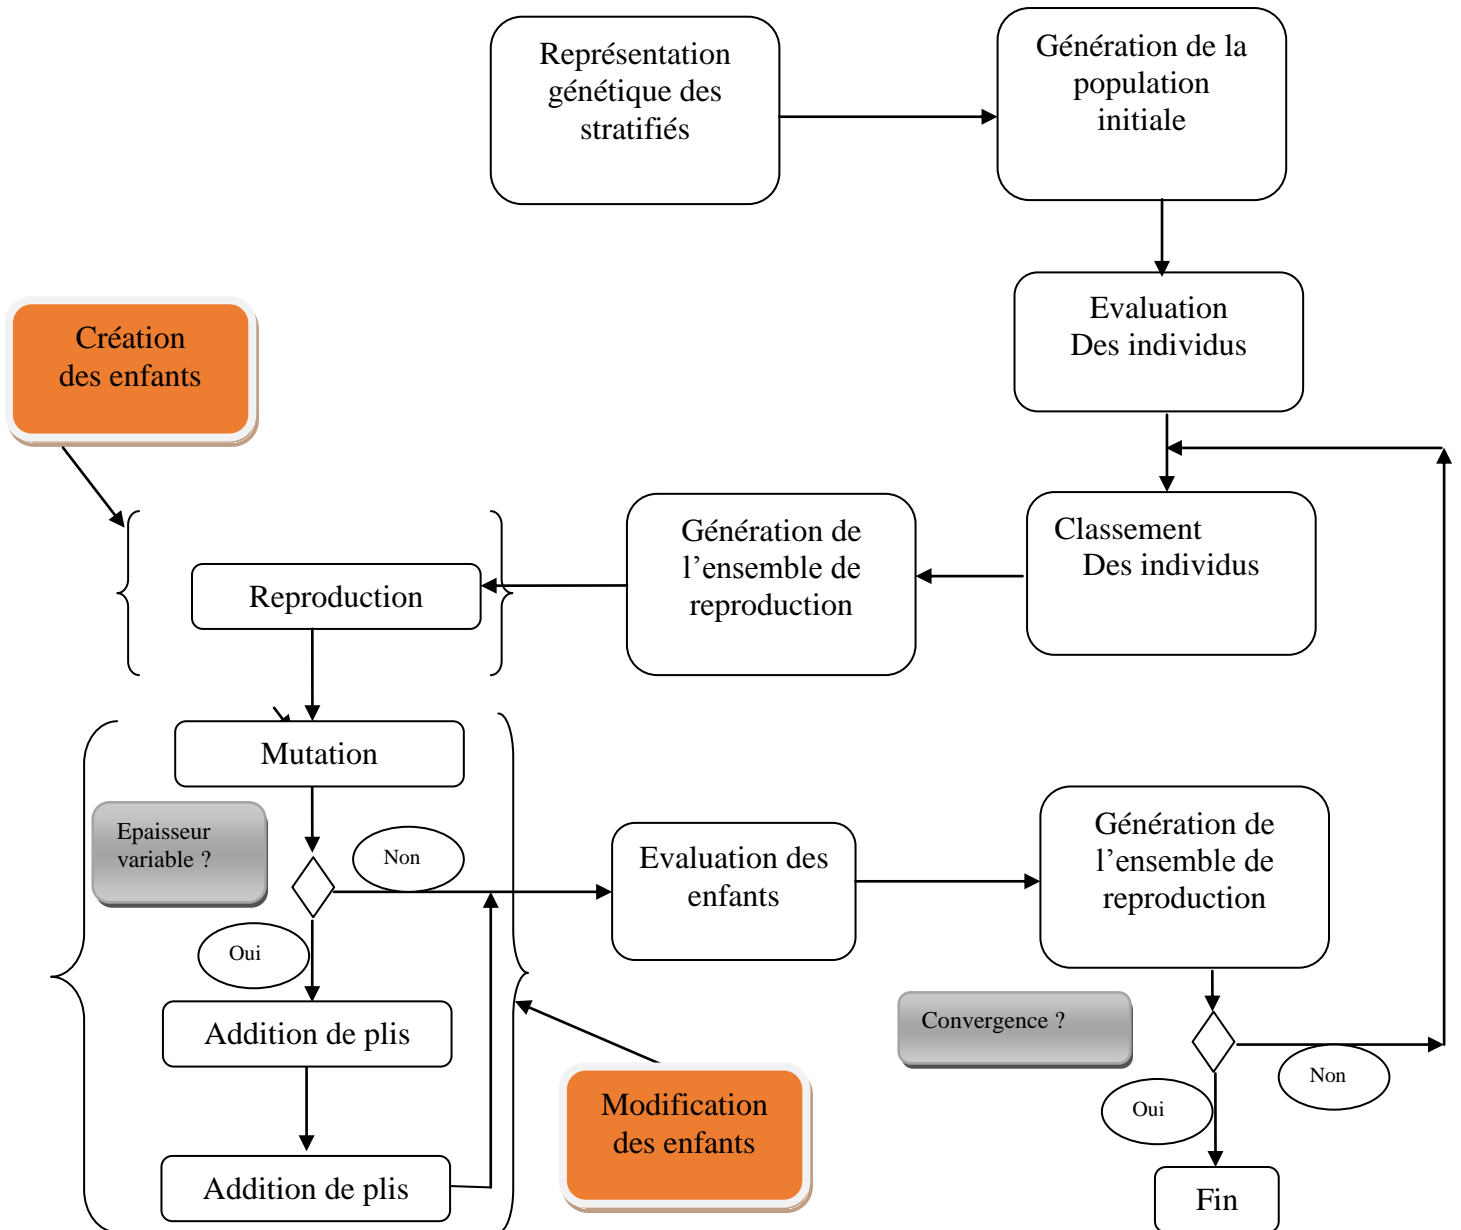 Représentation
génétique des
stratifiés
Génération de la
population
initiale
Evaluation
Des individus
Création
des enfants
Classement
Des individus
Génération de
l’ensemble de
reproduction
Reproduction
Mutation
Epaisseur
variable ?
Non
Oui
Evaluation des
enfants
Génération de
l’ensemble de
reproduction
Addition de plis
Convergence ?
Non
Oui
Modification
des enfants
Addition de plis
Fin